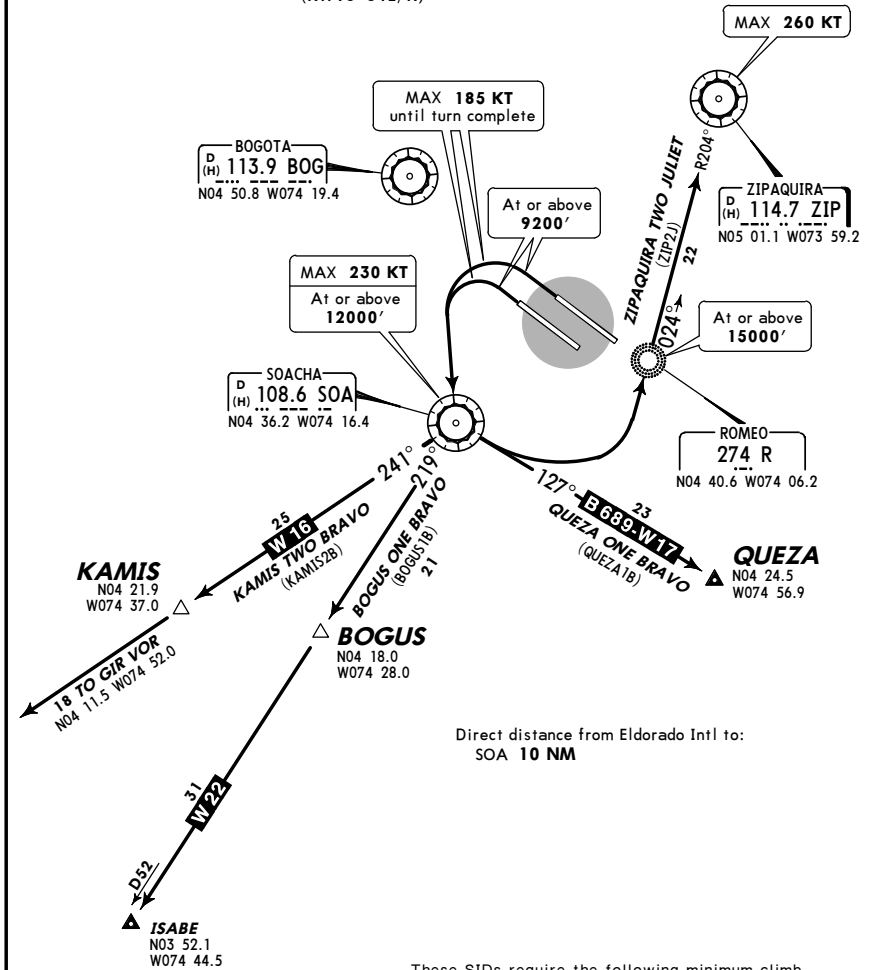 MAX 260 KT
MAX 185 KT
until turn complete
BOGOTA
D
(H) 113.9 BOG
N04 50.8 W074 19.4
ZIPAQUIRA TWO JULIET
(ZIP2J)
22
R204°
024°
ZIPAQUIRA
D
(H) 114.7 ZIP
N05 01.1 W073 59.2
At or above
9200'
MAX 230 KT
At or above
12000'
At or above
15000'
SOACHA
D
(H) 108.6 SOA
N04 36.2 W074 16.4
ROMEO
274 R
N04 40.6 W074 06.2
241°
219°
127°
25
W 16
KAMIS TWO BRAVO
(KAMIS2B)
BOGUS ONE BRAVO
(BOGUS1B)
21
23
B 689-W17
QUEZA ONE BRAVO
(QUEZA1B)
QUEZA
N04 24.5
W074 56.9
KAMIS
N04 21.9
W074 37.0
18 TO GIR VOR
N04 11.5 W074 52.0
BOGUS
N04 18.0
W074 28.0
Direct distance from Eldorado Intl to:
SOA 10 NM
31
W 22
D52
ISABE
N03 52.1
W074 44.5
These SIDs require the following minimum climb